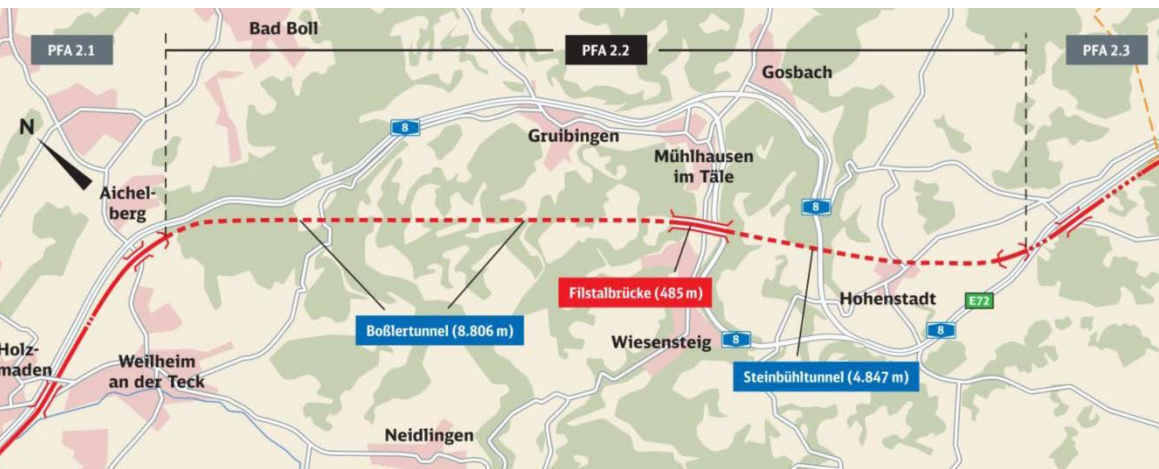 PFA 2.1
Bad Boll
PFA 2.2
PFA 2.3
Gosbach
N
8
Gruibingen
Mühlhausen
im Täle
Aichel-
berg
8
Filstalbrücke (485 m)
Hohenstadt
E72
Boßlertunnel (8.806 m)
Wiesensteig
8
8
Holz-
maden
Weilheim
an der Teck
Steinbühltunnel (4.847 m)
Neidlingen